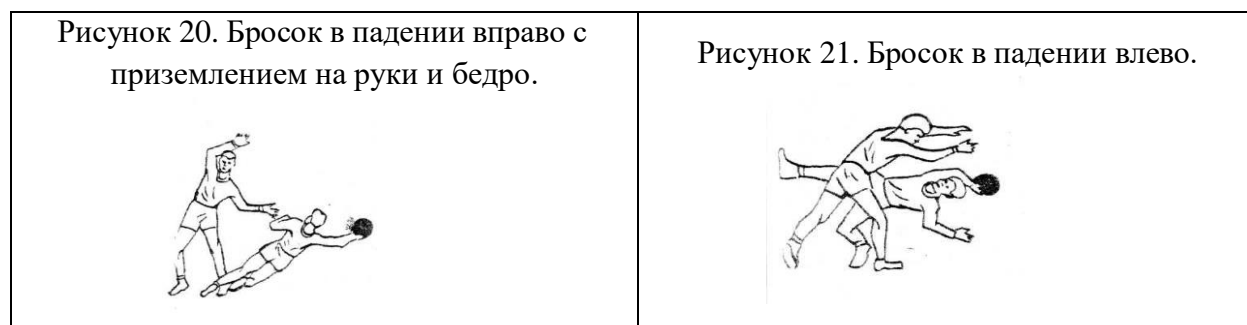 Рисунок 20. Бросок в падении вправо с
приземлением на руки и бедро.
Рисунок 21. Бросок в падении влево.